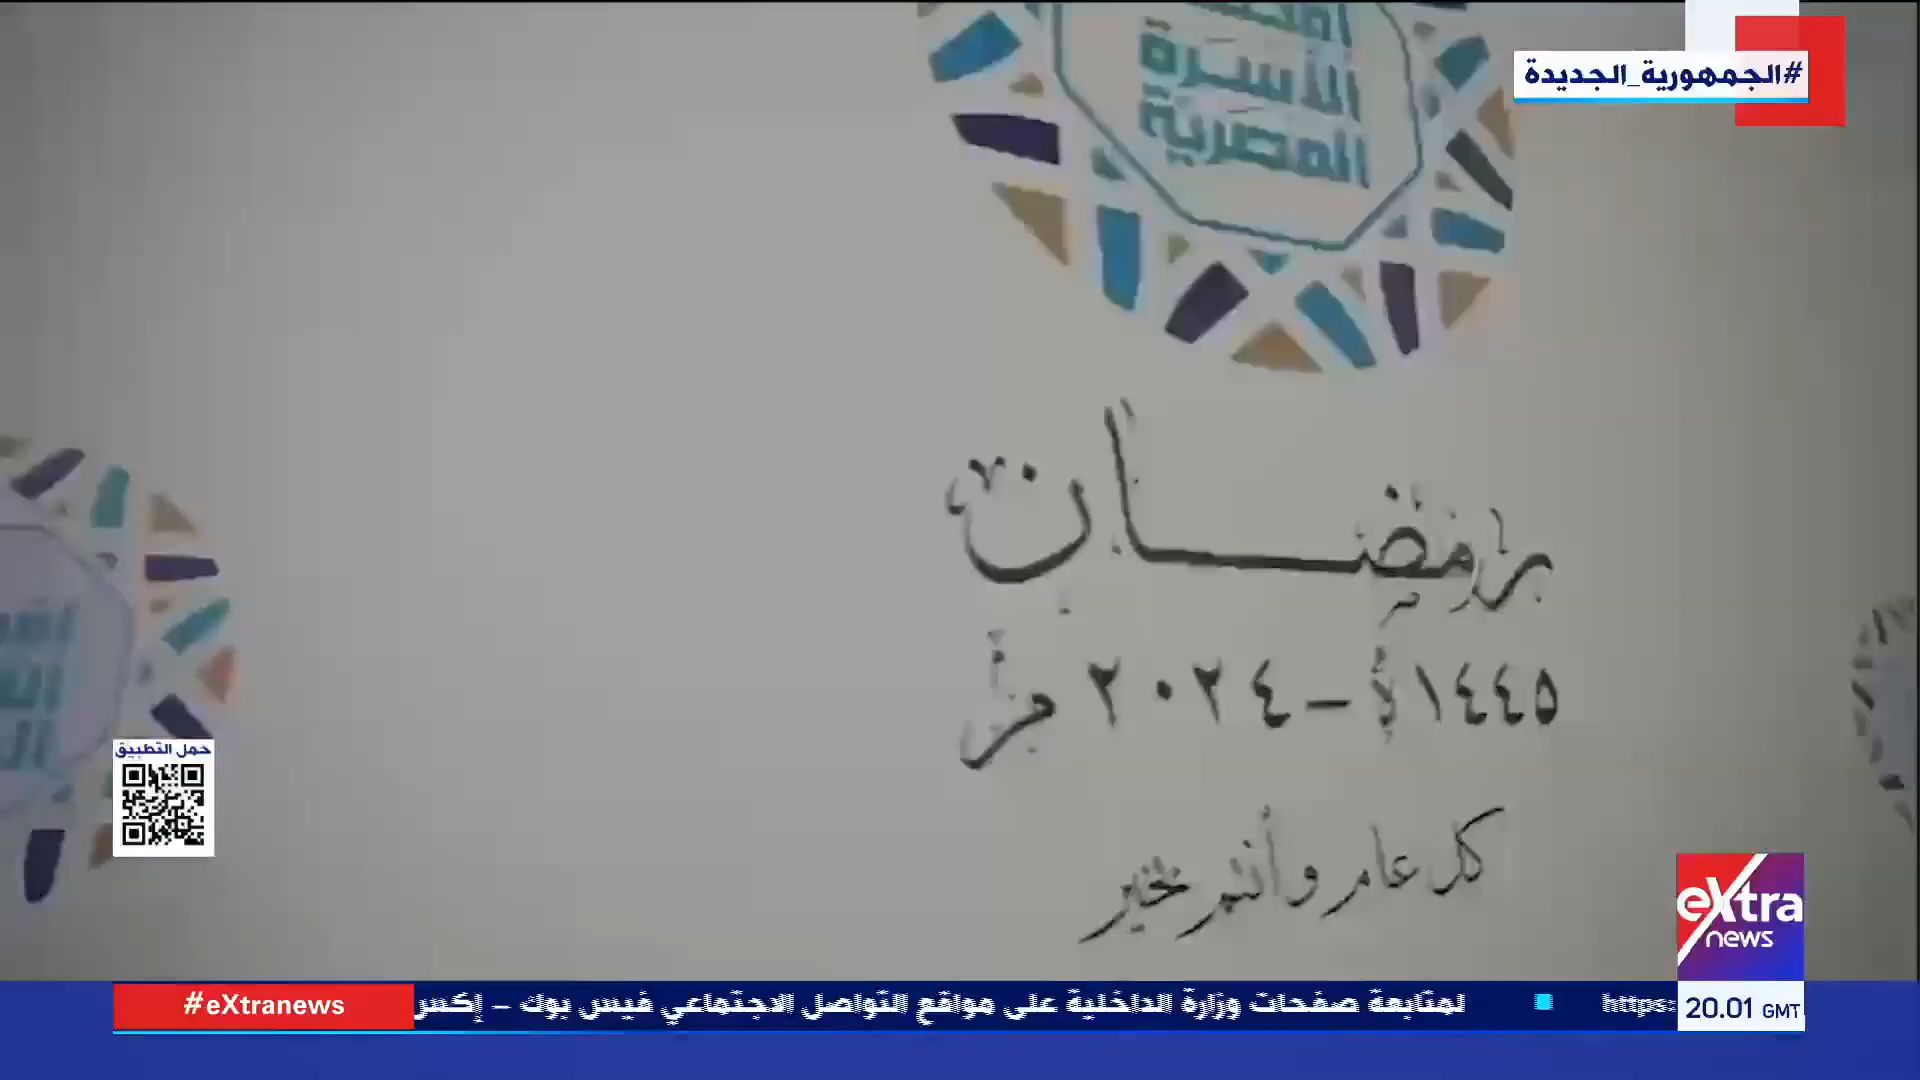 #الجمهورية_الجديدة
الأسرة
المصرية
رمضان
١٤٤٥هـ - ٢٠٢٤م
كل عام وأنتم بخير
حمل التطبيق
eXtra
news
#eXtranews
لمتابعة صفحات وزارة الداخلية على مواقع التواصل الاجتماعي فيس بوك - إكس
https:
20.01 GMT